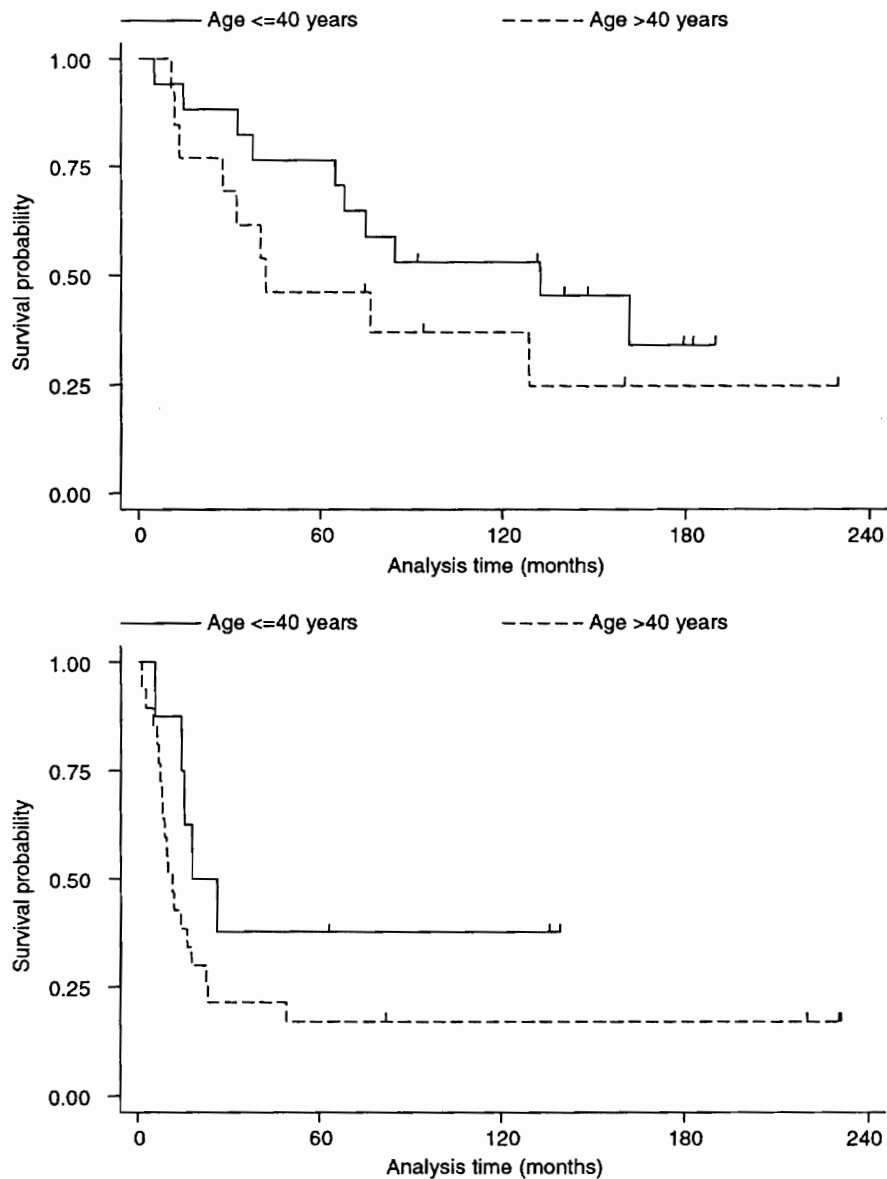 Age <=40 years Age >40 years
1.00
0.75
0.50
0.25
0.00
Survival probability
0 60 120 180 240
Analysis time (months)
Age <=40 years Age >40 years
1.00
0.75
0.50
0.25
0.00
Survival probability
0 60 120 180 240
Analysis time (months)